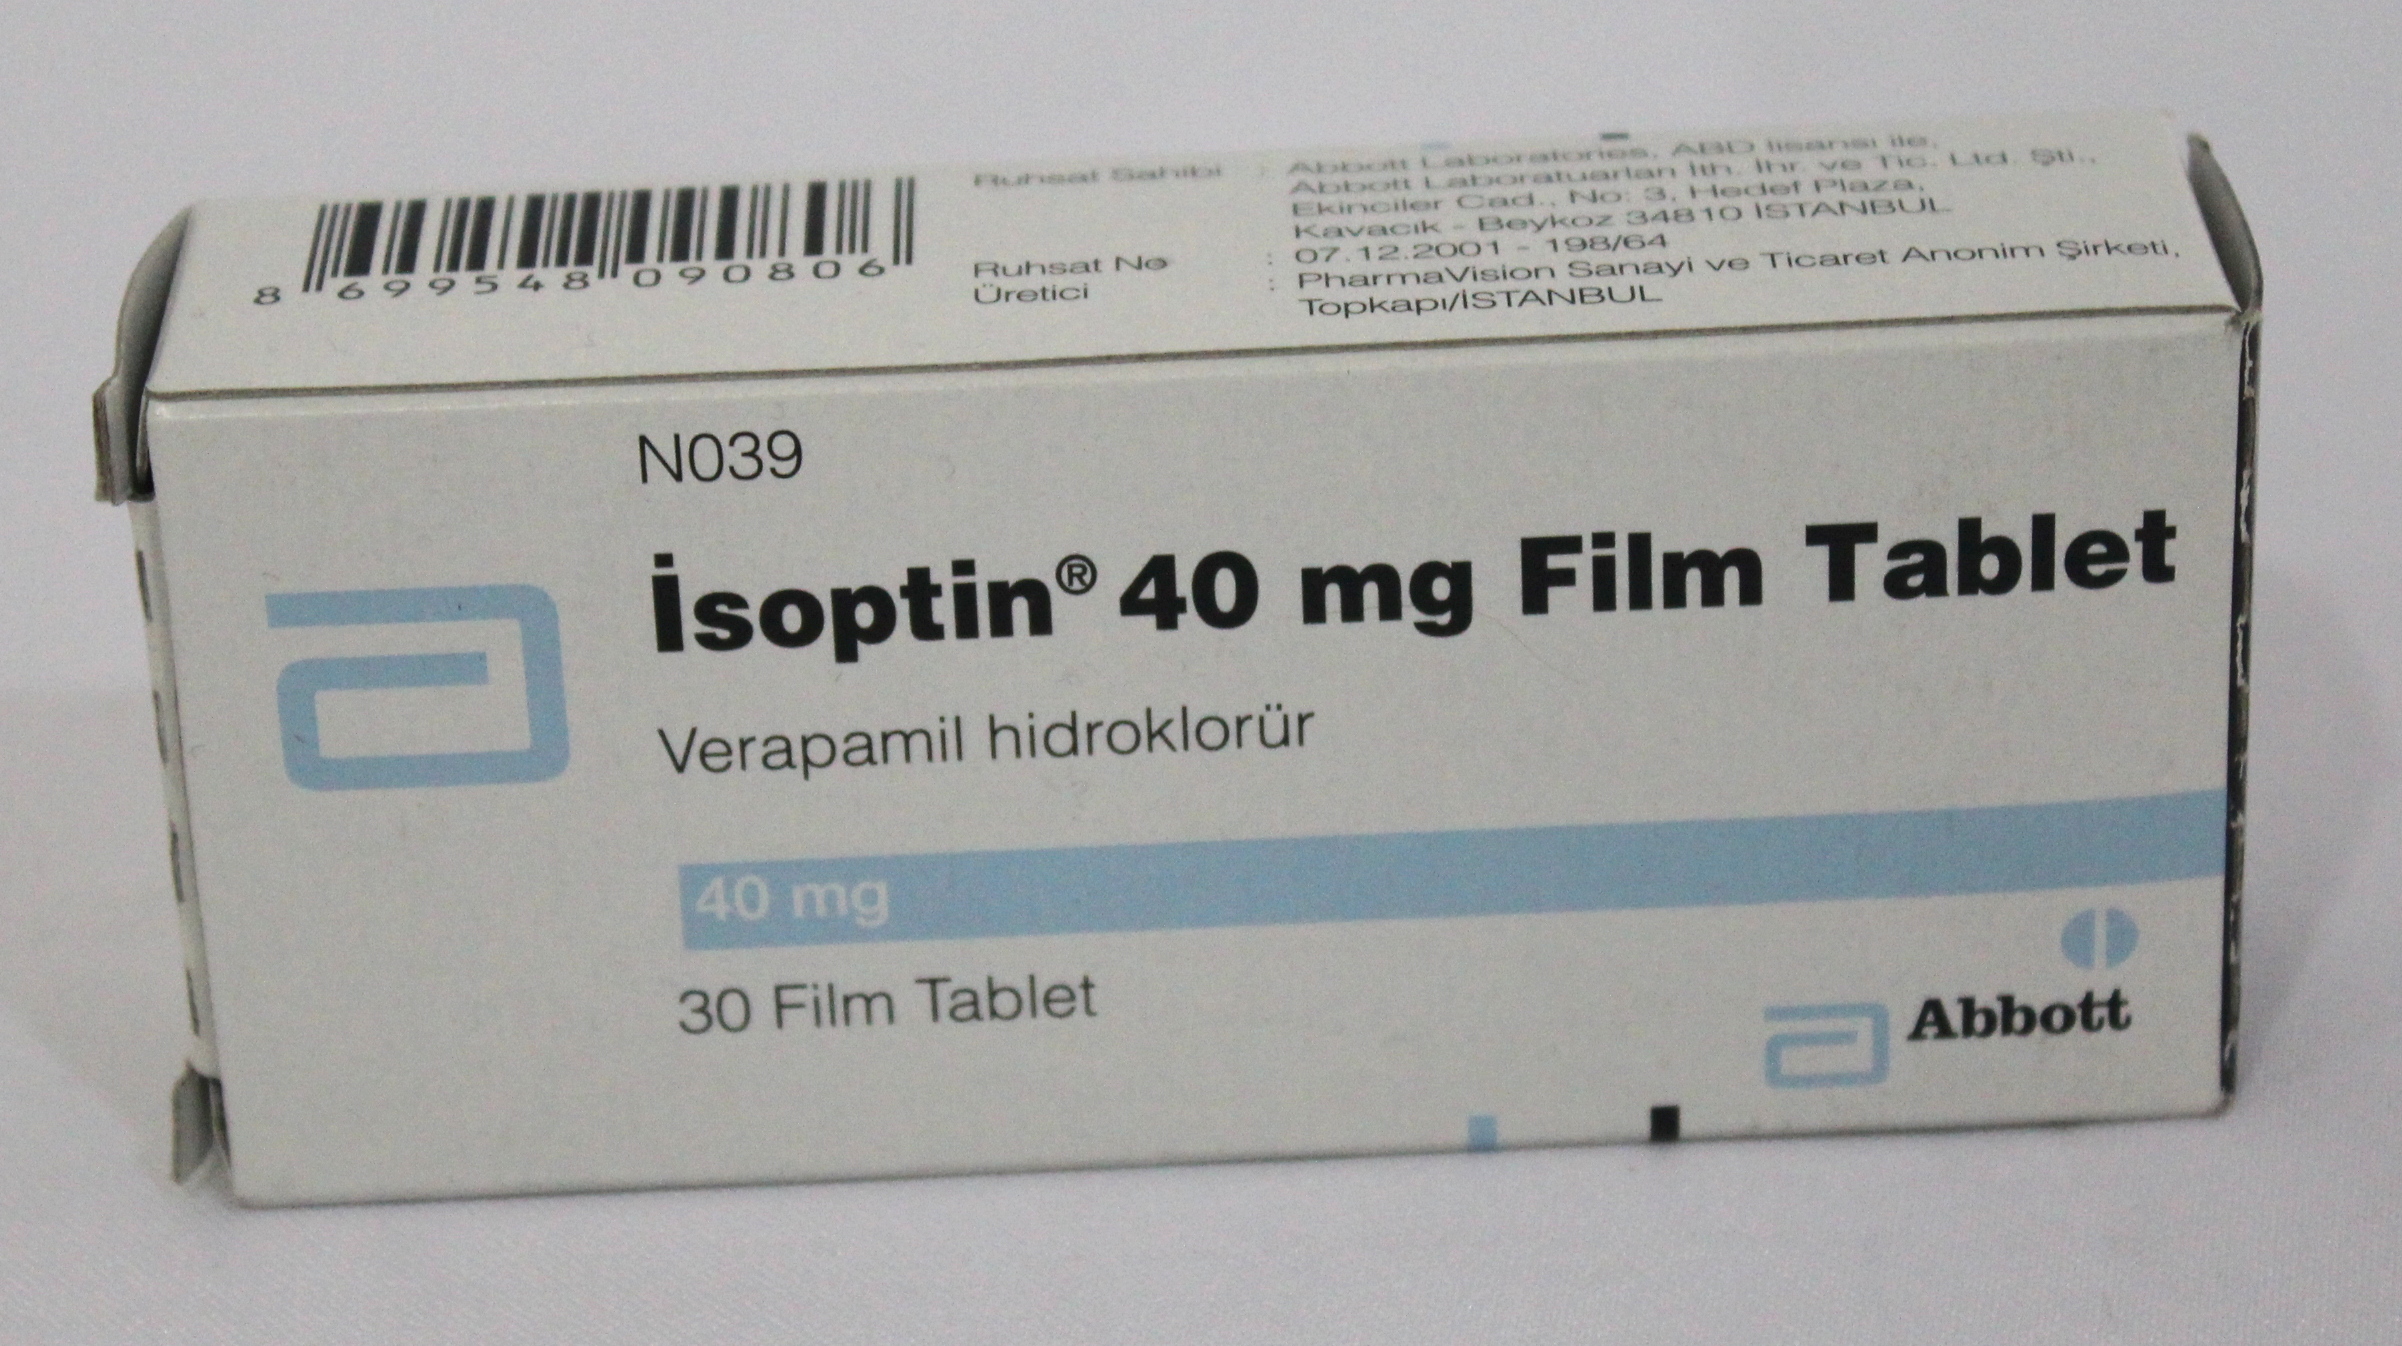 8 699548 090806
Ruhsat Sahibi : Abbott Laboratories, ABD lisansı ile,
Abbott Laboratuarları İth. İhr. ve Tic. Ltd. Şti.,
Ekinciler Cad., No: 3, Hedef Plaza,
Kavacık - Beykoz 34810 İSTANBUL
Ruhsat No : 07.12.2001 - 198/64
Üretici : PharmaVision Sanayi ve Ticaret Anonim Şirketi,
Topkapı/İSTANBUL
N039
İsoptin® 40 mg Film Tablet
Verapamil hidroklorür
40 mg
30 Film Tablet
Abbott